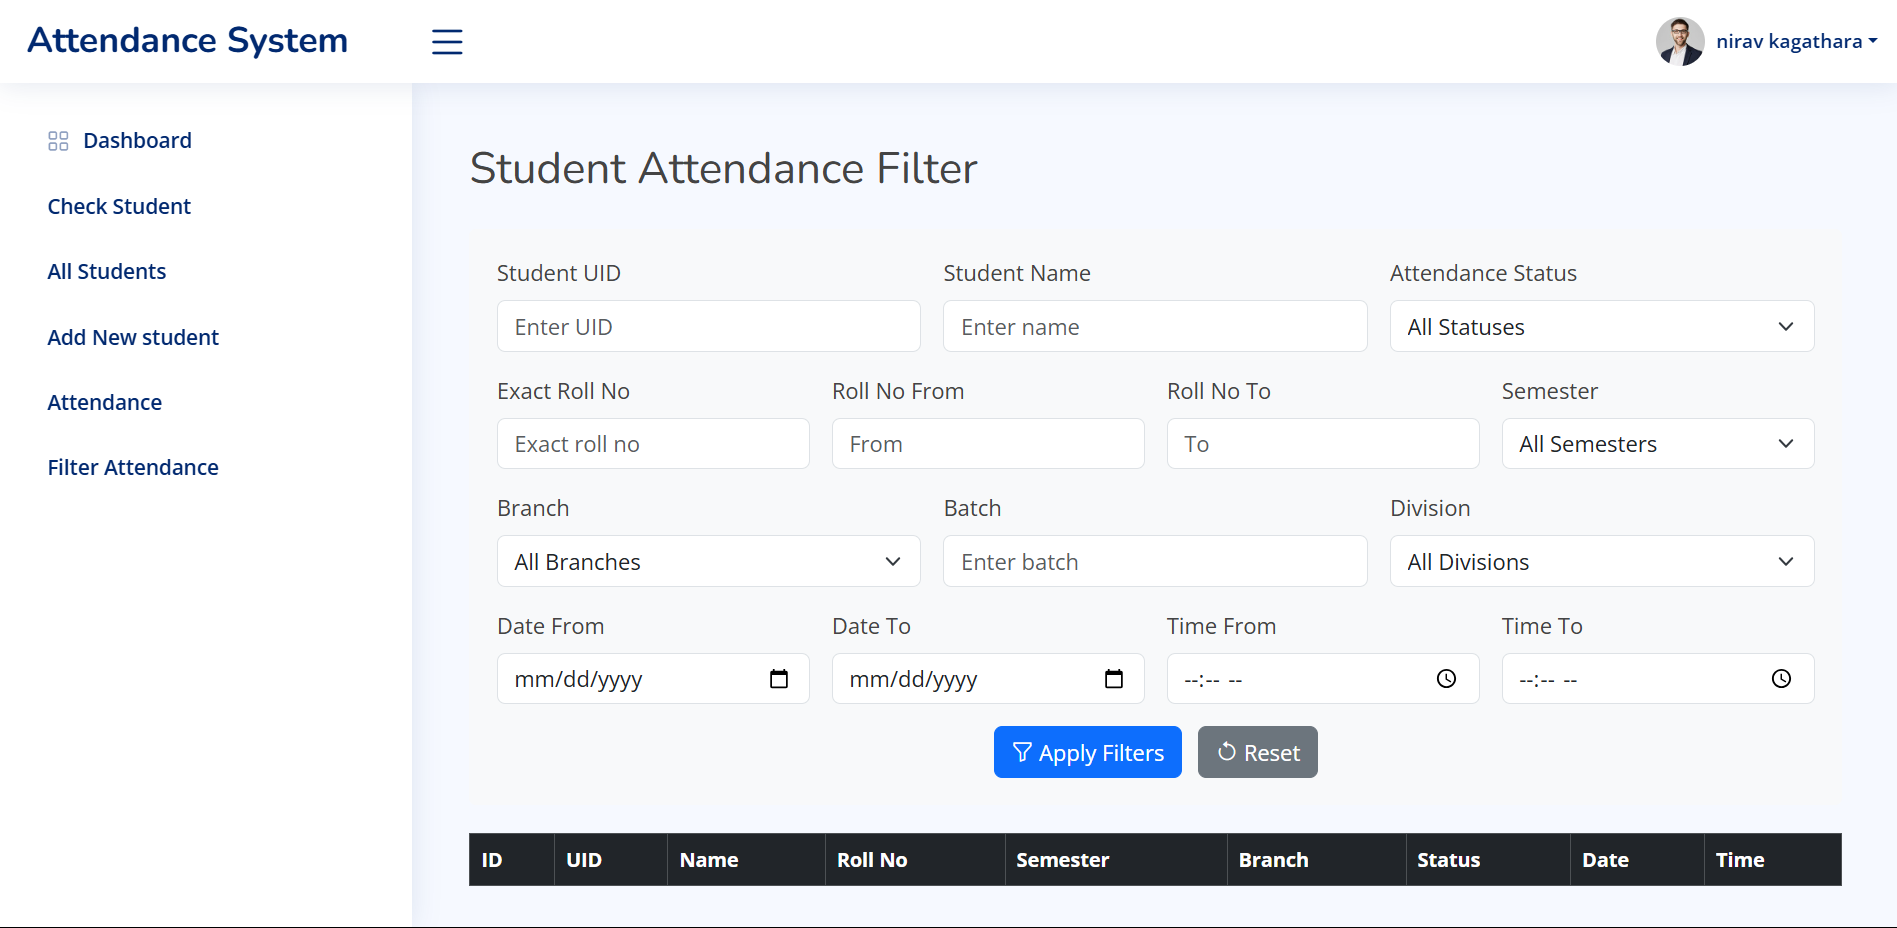 Attendance System
nirav kagathara
Dashboard
Check Student
All Students
Add New student
Attendance
Filter Attendance
Student Attendance Filter
Student UID Student Name Attendance Status
Enter UID Enter name All Statuses
Exact Roll No Roll No From Roll No To Semester
Exact roll no From To All Semesters
Branch Batch Division
All Branches Enter batch All Divisions
Date From Date To Time From Time To
mm/dd/yyyy mm/dd/yyyy --:-- -- --:-- --
Apply Filters Reset
ID UID Name Roll No Semester Branch Status Date Time